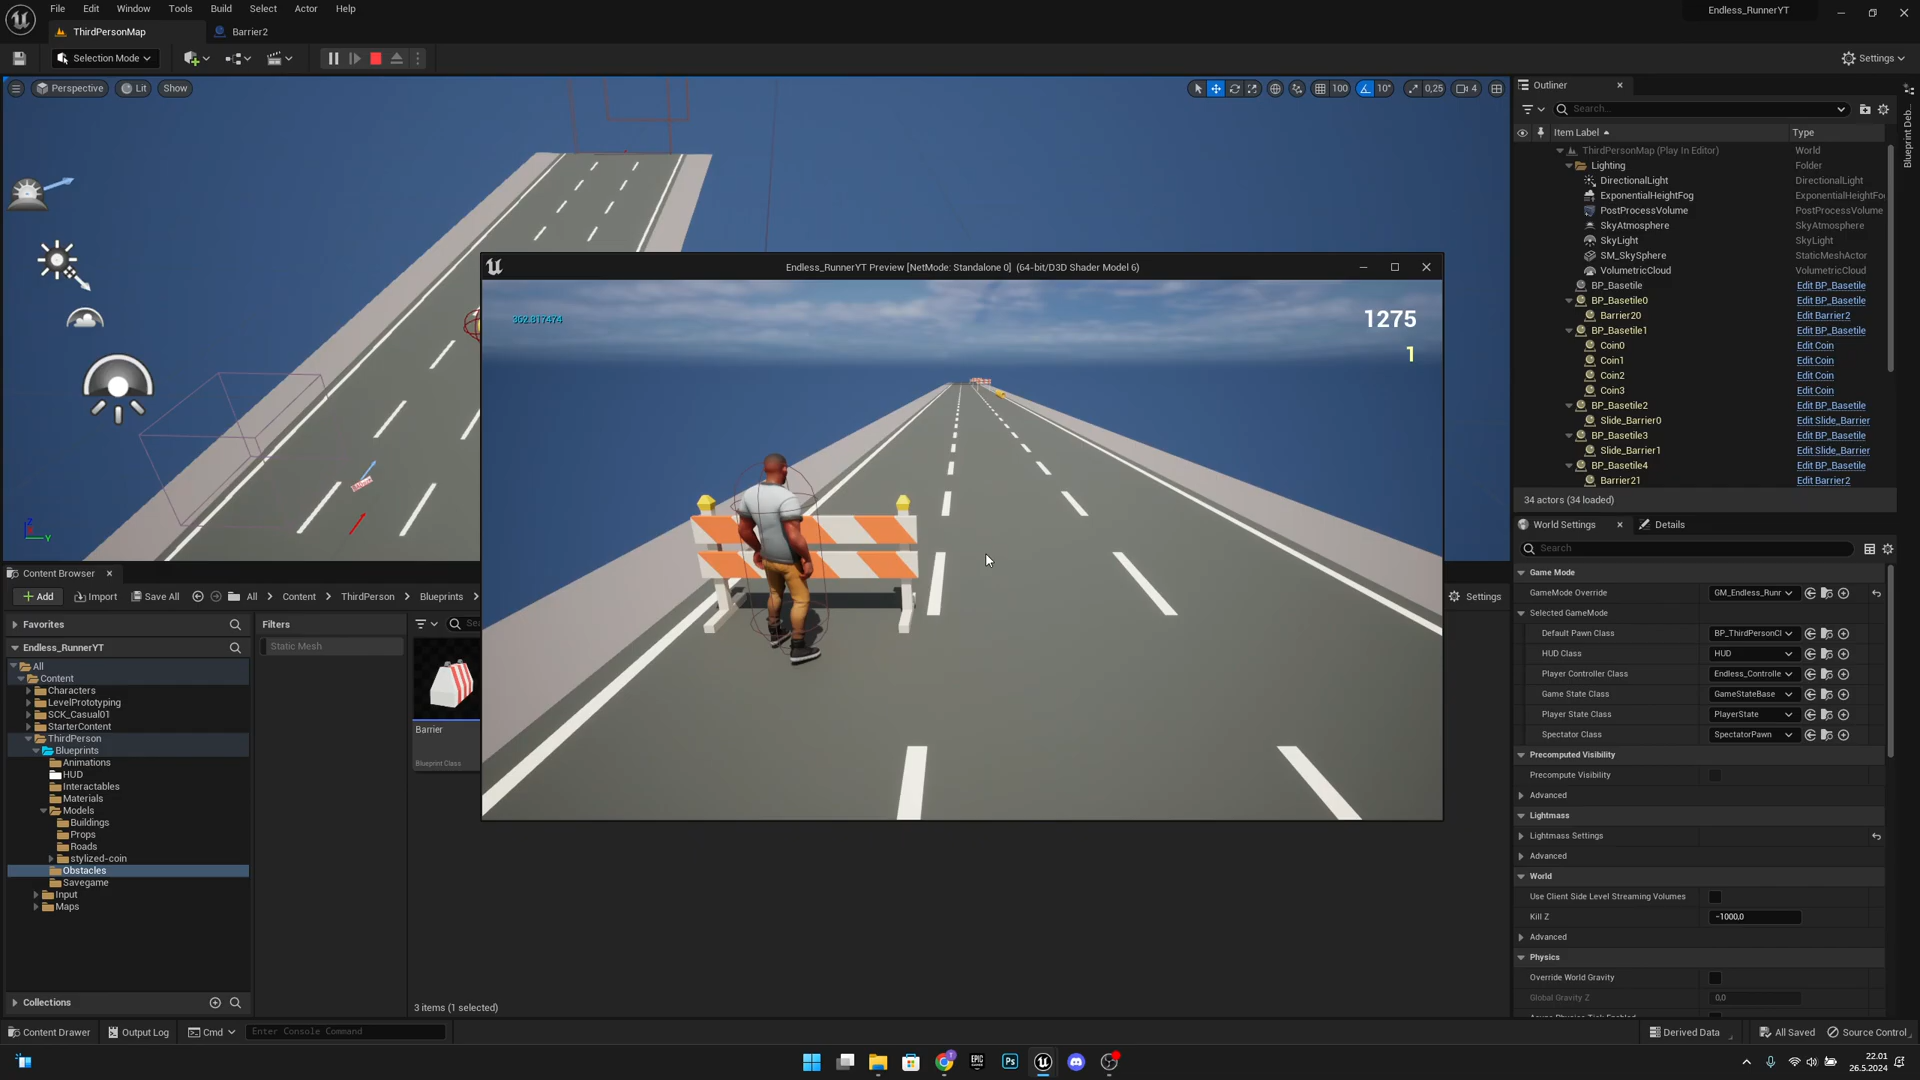 File Edit Window Tools Build Select Actor Help
Endless_RunnerYT
ThirdPersonMap
Barrier2
Selection Mode
Settings
Perspective
Lit
Show
100
10°
0,25
4
Outliner
Search...
Item Label
Type
ThirdPersonMap (Play In Editor) World
Lighting Folder
DirectionalLight DirectionalLight
ExponentialHeightFog ExponentialHeightFo
PostProcessVolume PostProcessVolume
SkyAtmosphere SkyAtmosphere
SkyLight SkyLight
SM_SkySphere StaticMeshActor
VolumetricCloud VolumetricCloud
BP_Basetile Edit BP_Basetile
BP_Basetile0 Edit BP_Basetile
Barrier20 Edit Barrier2
BP_Basetile1 Edit BP_Basetile
Coin0 Edit Coin
Coin1 Edit Coin
Coin2 Edit Coin
Coin3 Edit Coin
BP_Basetile2 Edit BP_Basetile
Slide_Barrier0 Edit Slide_Barrier
BP_Basetile3 Edit BP_Basetile
Slide_Barrier1 Edit Slide_Barrier
BP_Basetile4 Edit BP_Basetile
Barrier21 Edit Barrier2
34 actors (34 loaded)
Blueprint Deb...
Endless_RunnerYT Preview [NetMode: Standalone 0] (64-bit/D3D Shader Model 6)
362.817474
1275
1
World Settings
Details
Search
Game Mode
GameMode Override GM_Endless_Runr
Selected GameMode
Default Pawn Class BP_ThirdPersonCl
HUD Class HUD
Player Controller Class Endless_Controlle
Game State Class GameStateBase
Player State Class PlayerState
Spectator Class SpectatorPawn
Precomputed Visibility
Precompute Visibility
Advanced
Lightmass
Lightmass Settings
Advanced
World
Use Client Side Level Streaming Volumes
Kill Z -1000,0
Advanced
Physics
Override World Gravity
Global Gravity Z 0,0
Content Browser
Add
Import
Save All
All
Content
ThirdPerson
Blueprints
Settings
Favorites
Endless_RunnerYT
All
Content
Characters
LevelPrototyping
SCK_Casual01
StarterContent
ThirdPerson
Blueprints
Animations
HUD
Interactables
Materials
Models
Buildings
Props
Roads
stylized-coin
Obstacles
Savegame
Input
Maps
Collections
Filters
Static Mesh
Barrier
Blueprint Class
3 items (1 selected)
Content Drawer
Output Log
Cmd
Enter Console Command
Derived Data
All Saved
Source Control
EPIC
Ps
22.01
26.5.2024